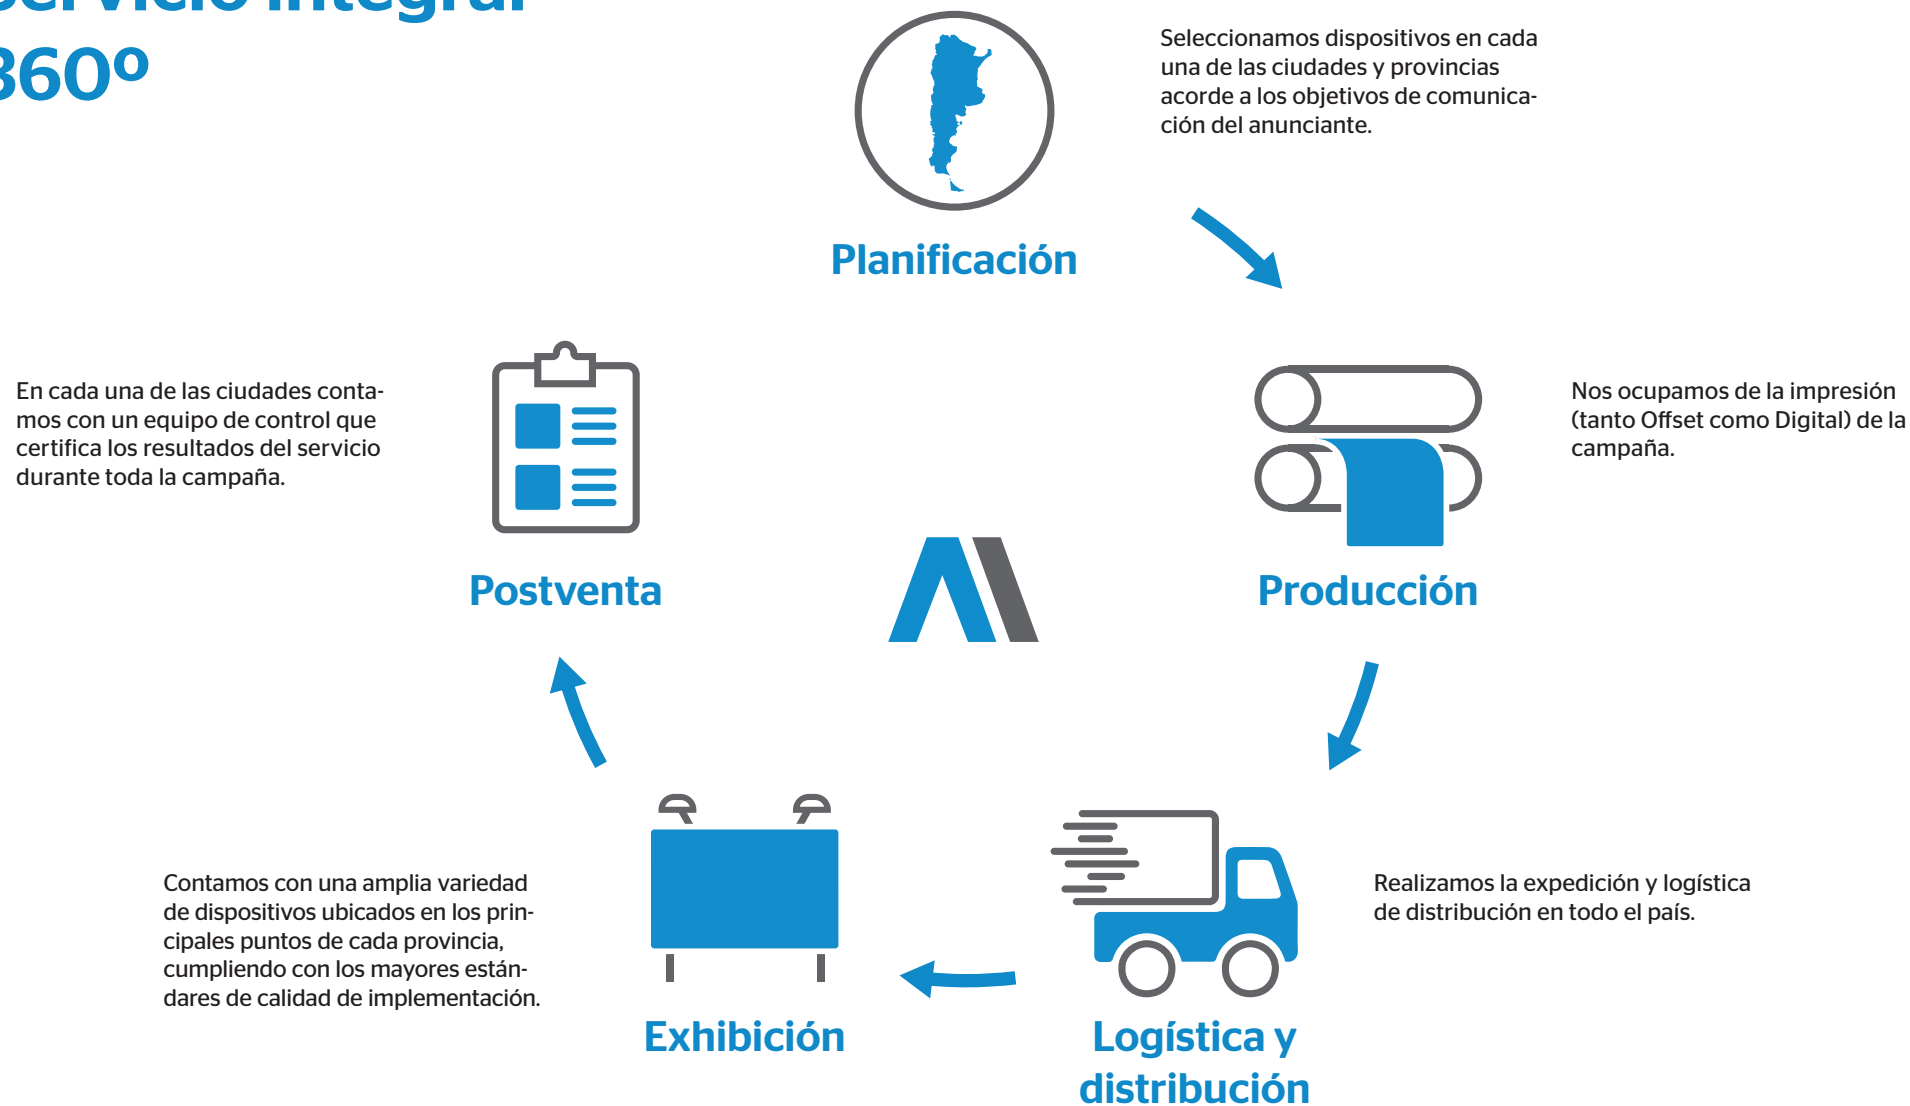 Servicio integral
360º
Seleccionamos dispositivos en cada
una de las ciudades y provincias
acorde a los objetivos de comunica-
ción del anunciante.
Planificación
En cada una de las ciudades conta-
mos con un equipo de control que
certifica los resultados del servicio
durante toda la campaña.
Postventa
Nos ocupamos de la impresión
(tanto Offset como Digital) de la
campaña.
Producción
Contamos con una amplia variedad
de dispositivos ubicados en los prin-
cipales puntos de cada provincia,
cumpliendo con los mayores están-
dares de calidad de implementación.
Exhibición
Realizamos la expedición y logística
de distribución en todo el país.
Logística y
distribución